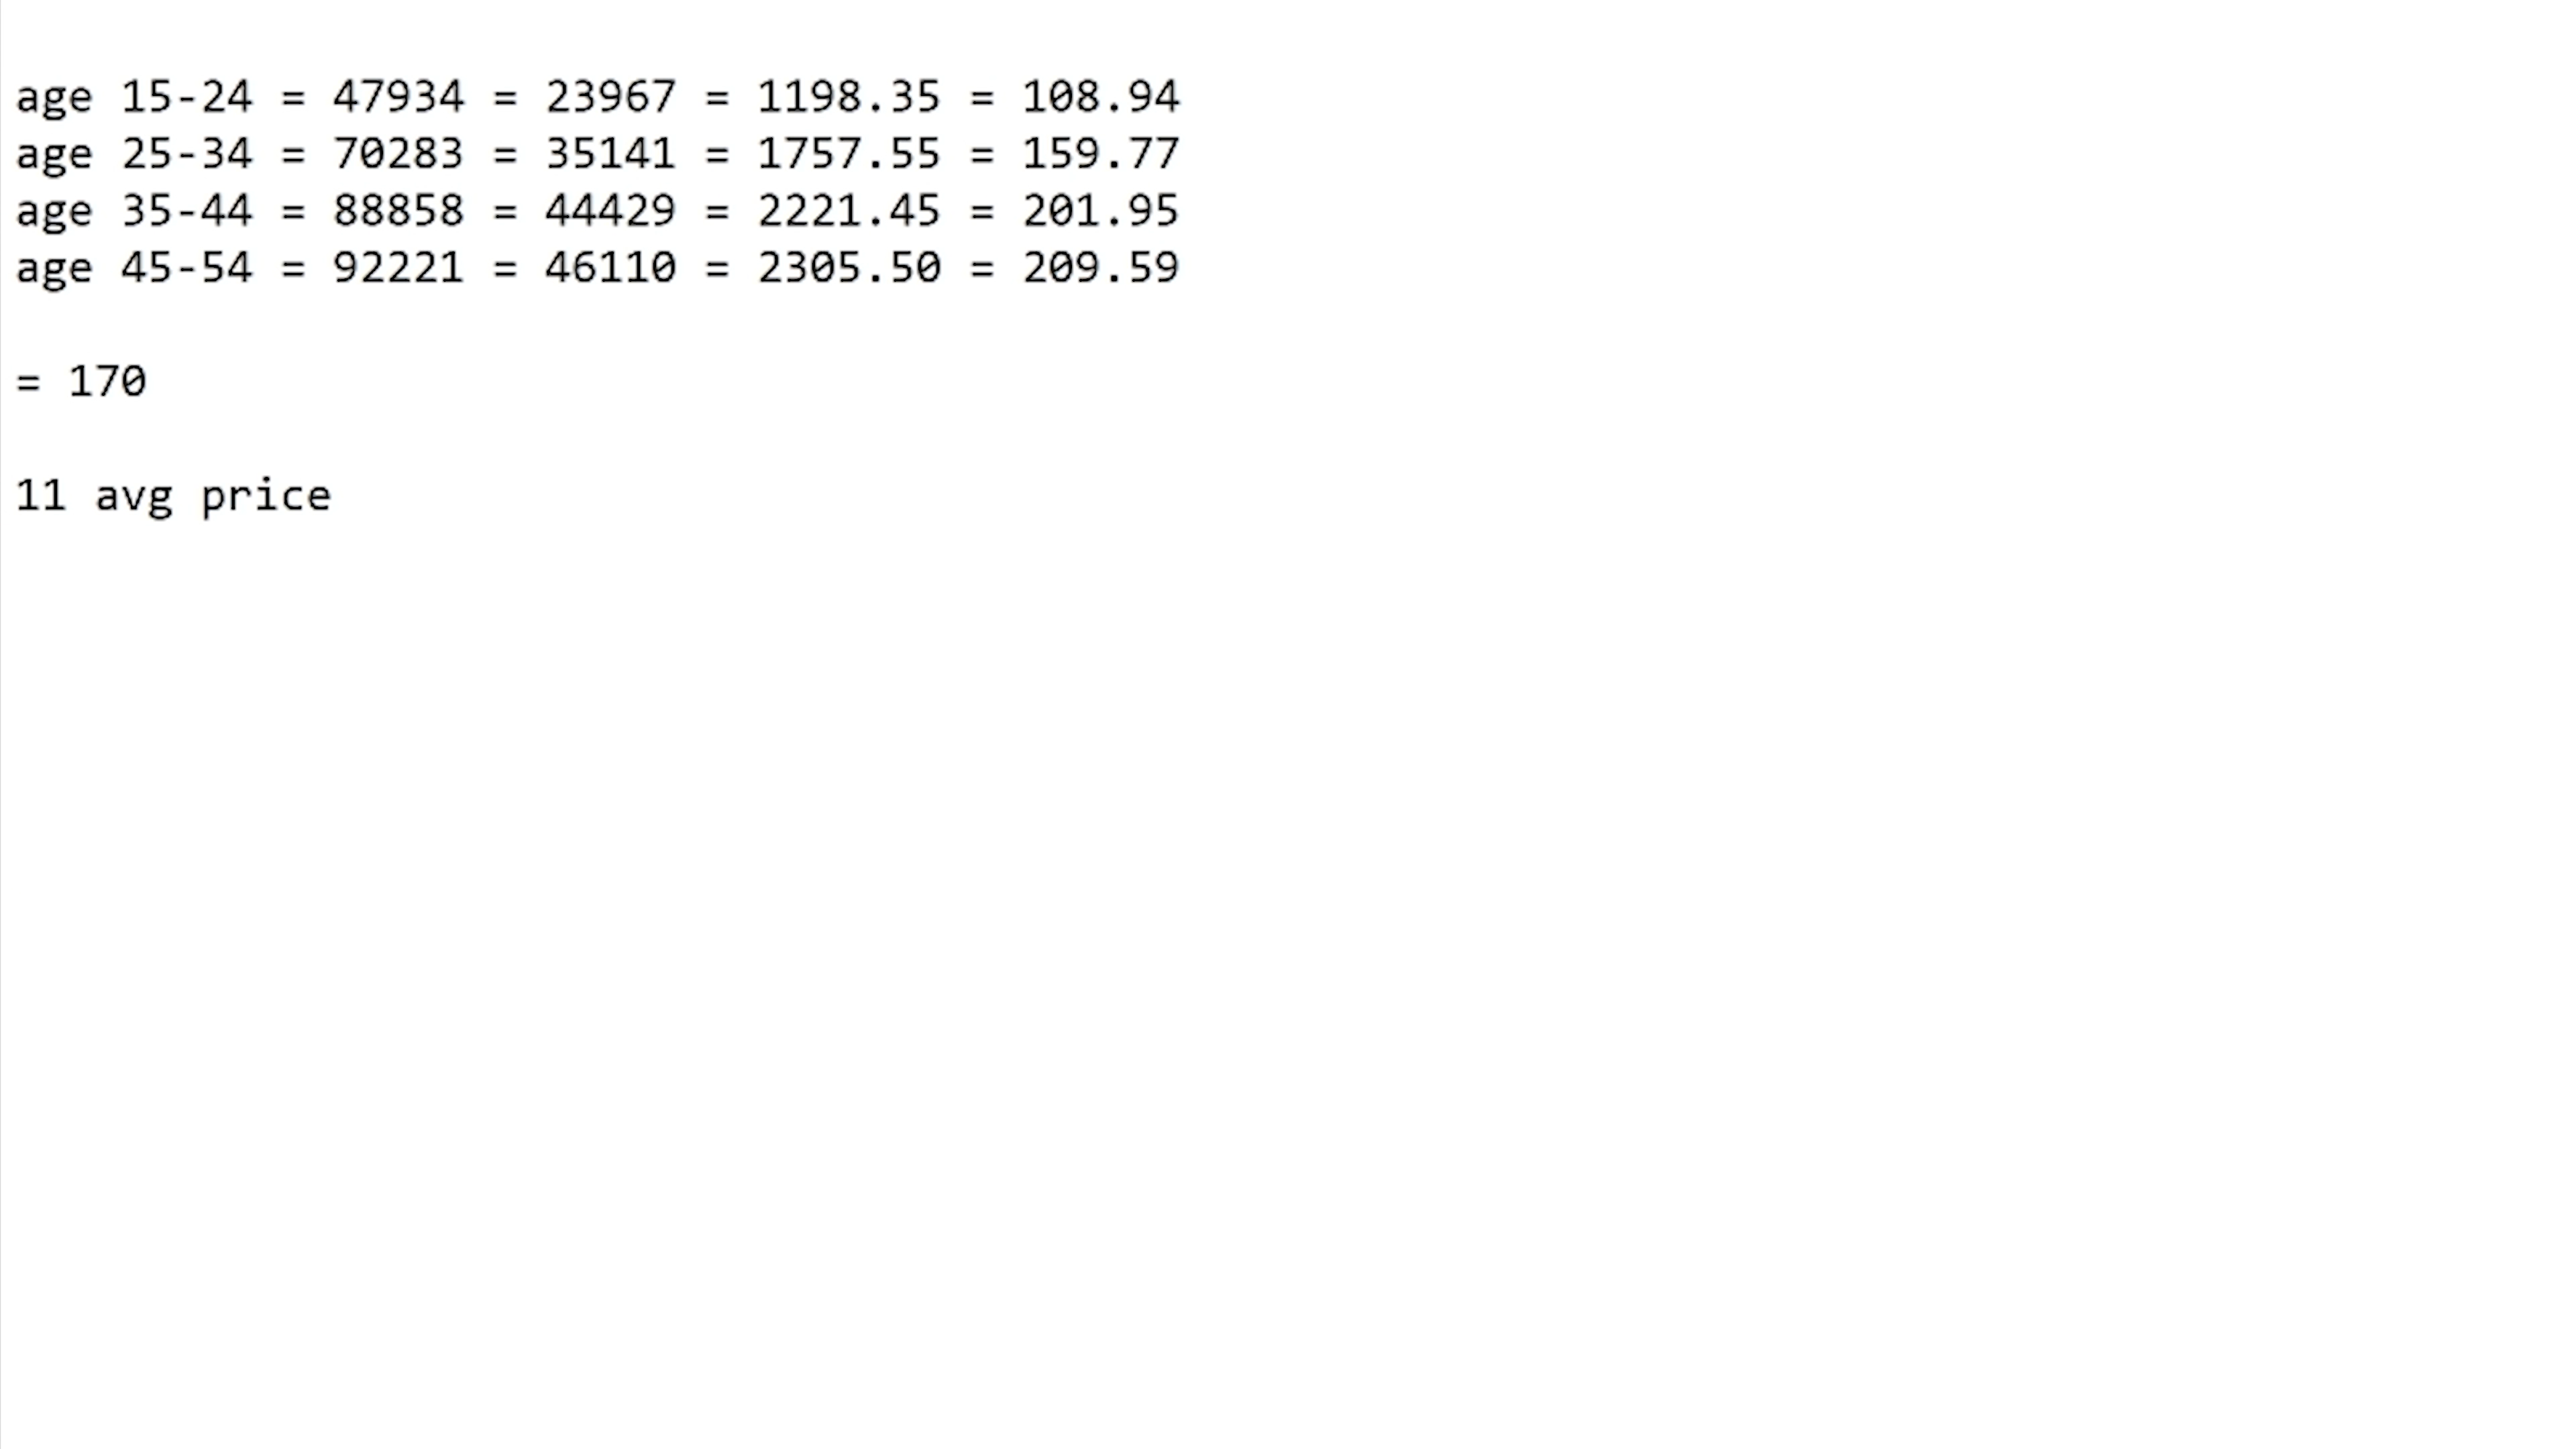 age 15-24 = 47934 = 23967 = 1198.35 = 108.94
age 25-34 = 70283 = 35141 = 1757.55 = 159.77
age 35-44 = 88858 = 44429 = 2221.45 = 201.95
age 45-54 = 92221 = 46110 = 2305.50 = 209.59
= 170
11 avg price